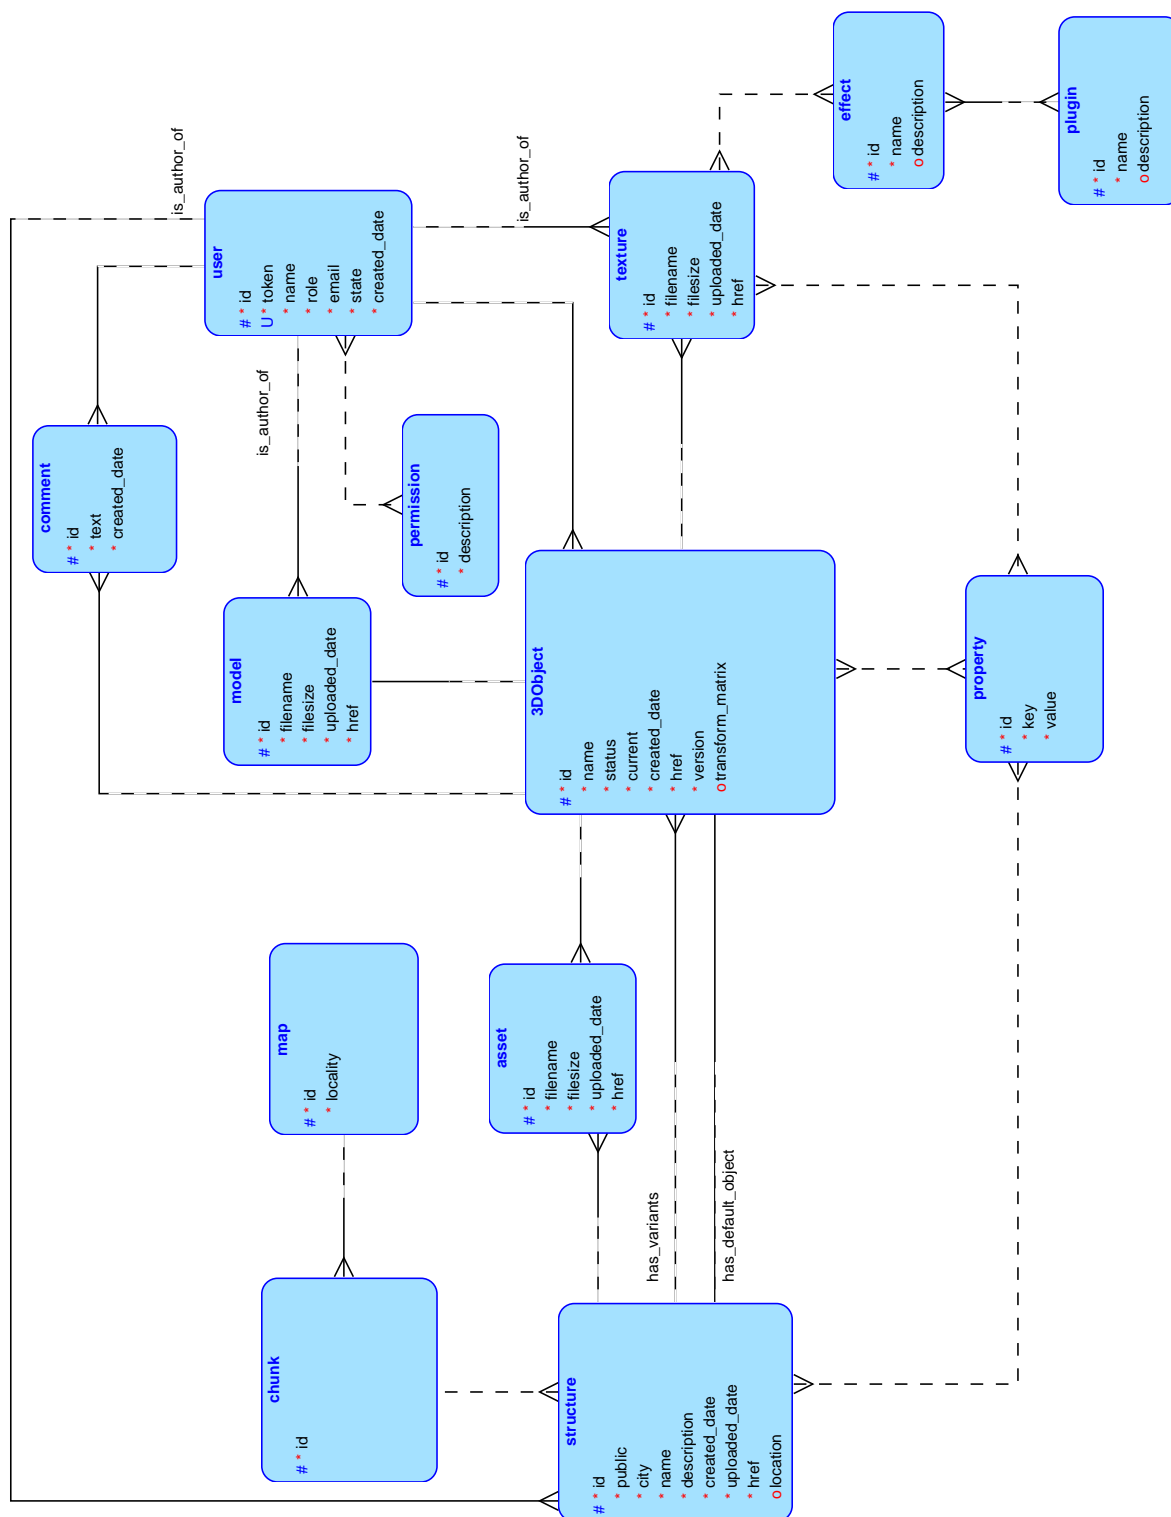 comment
# * id
* text
* created_date
is_author_of
user
# * id
U * token
* name
* role
* email
* state
* created_date
is_author_of
model
# * id
* filename
* filesize
* uploaded_date
* href
chunk
# * id
map
# * id
* locality
permission
# * id
* description
is_author_of
asset
# * id
* filename
* filesize
* uploaded_date
* href
3DObject
# * id
* name
* status
* current
* created_date
* href
* version
o transform_matrix
structure
# * id
* public
* city
* name
* description
* created_date
* uploaded_date
* href
o location
has_variants
has_default_object
texture
# * id
* filename
* filesize
* uploaded_date
* href
effect
# * id
* name
o description
property
# * id
* key
* value
plugin
# * id
* name
o description